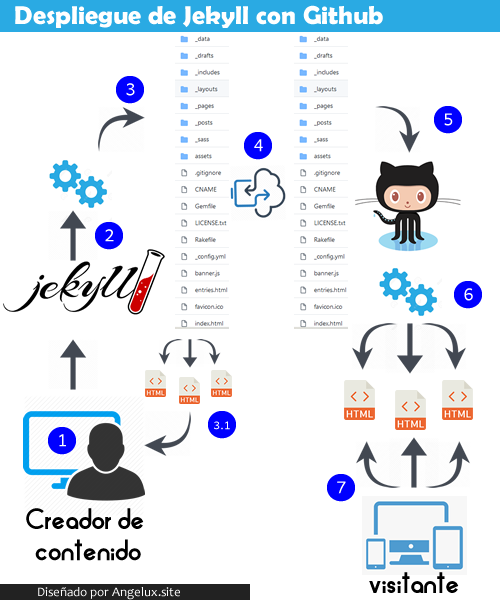 Despliegue de Jekyll con Github
_data
_drafts
_includes
_layouts
_pages
_posts
_sass
assets
.gitignore
CNAME
Gemfile
LICENSE.txt
Rakefile
_config.yml
banner.js
entries.html
favicon.ico
index.html
_data
_drafts
_includes
_layouts
_pages
_posts
_sass
assets
.gitignore
CNAME
Gemfile
LICENSE.txt
Rakefile
_config.yml
banner.js
entries.html
favicon.ico
index.html
3
4
5
2
jekyll
6
HTML
HTML
HTML
HTML
HTML
HTML
3.1
1
7
Creador de
contenido
visitante
Diseñado por Angelux.site